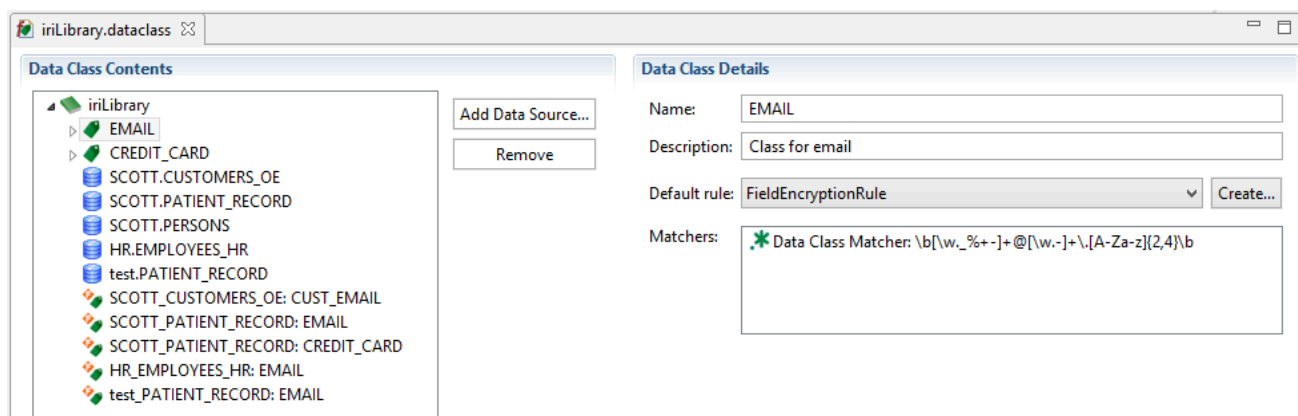 iriLibrary.dataclass
Data Class Contents
iriLibrary
EMAIL
CREDIT_CARD
SCOTT.CUSTOMERS_OE
SCOTT.PATIENT_RECORD
SCOTT.PERSONS
HR.EMPLOYEES_HR
test.PATIENT_RECORD
SCOTT_CUSTOMERS_OE: CUST_EMAIL
SCOTT_PATIENT_RECORD: EMAIL
SCOTT_PATIENT_RECORD: CREDIT_CARD
HR_EMPLOYEES_HR: EMAIL
test_PATIENT_RECORD: EMAIL
Add Data Source...
Remove
Data Class Details
Name: EMAIL
Description: Class for email
Default rule: FieldEncryptionRule Create...
Matchers: Data Class Matcher: \b[\w._%+-]+@[\w.-]+\.[A-Za-z]{2,4}\b